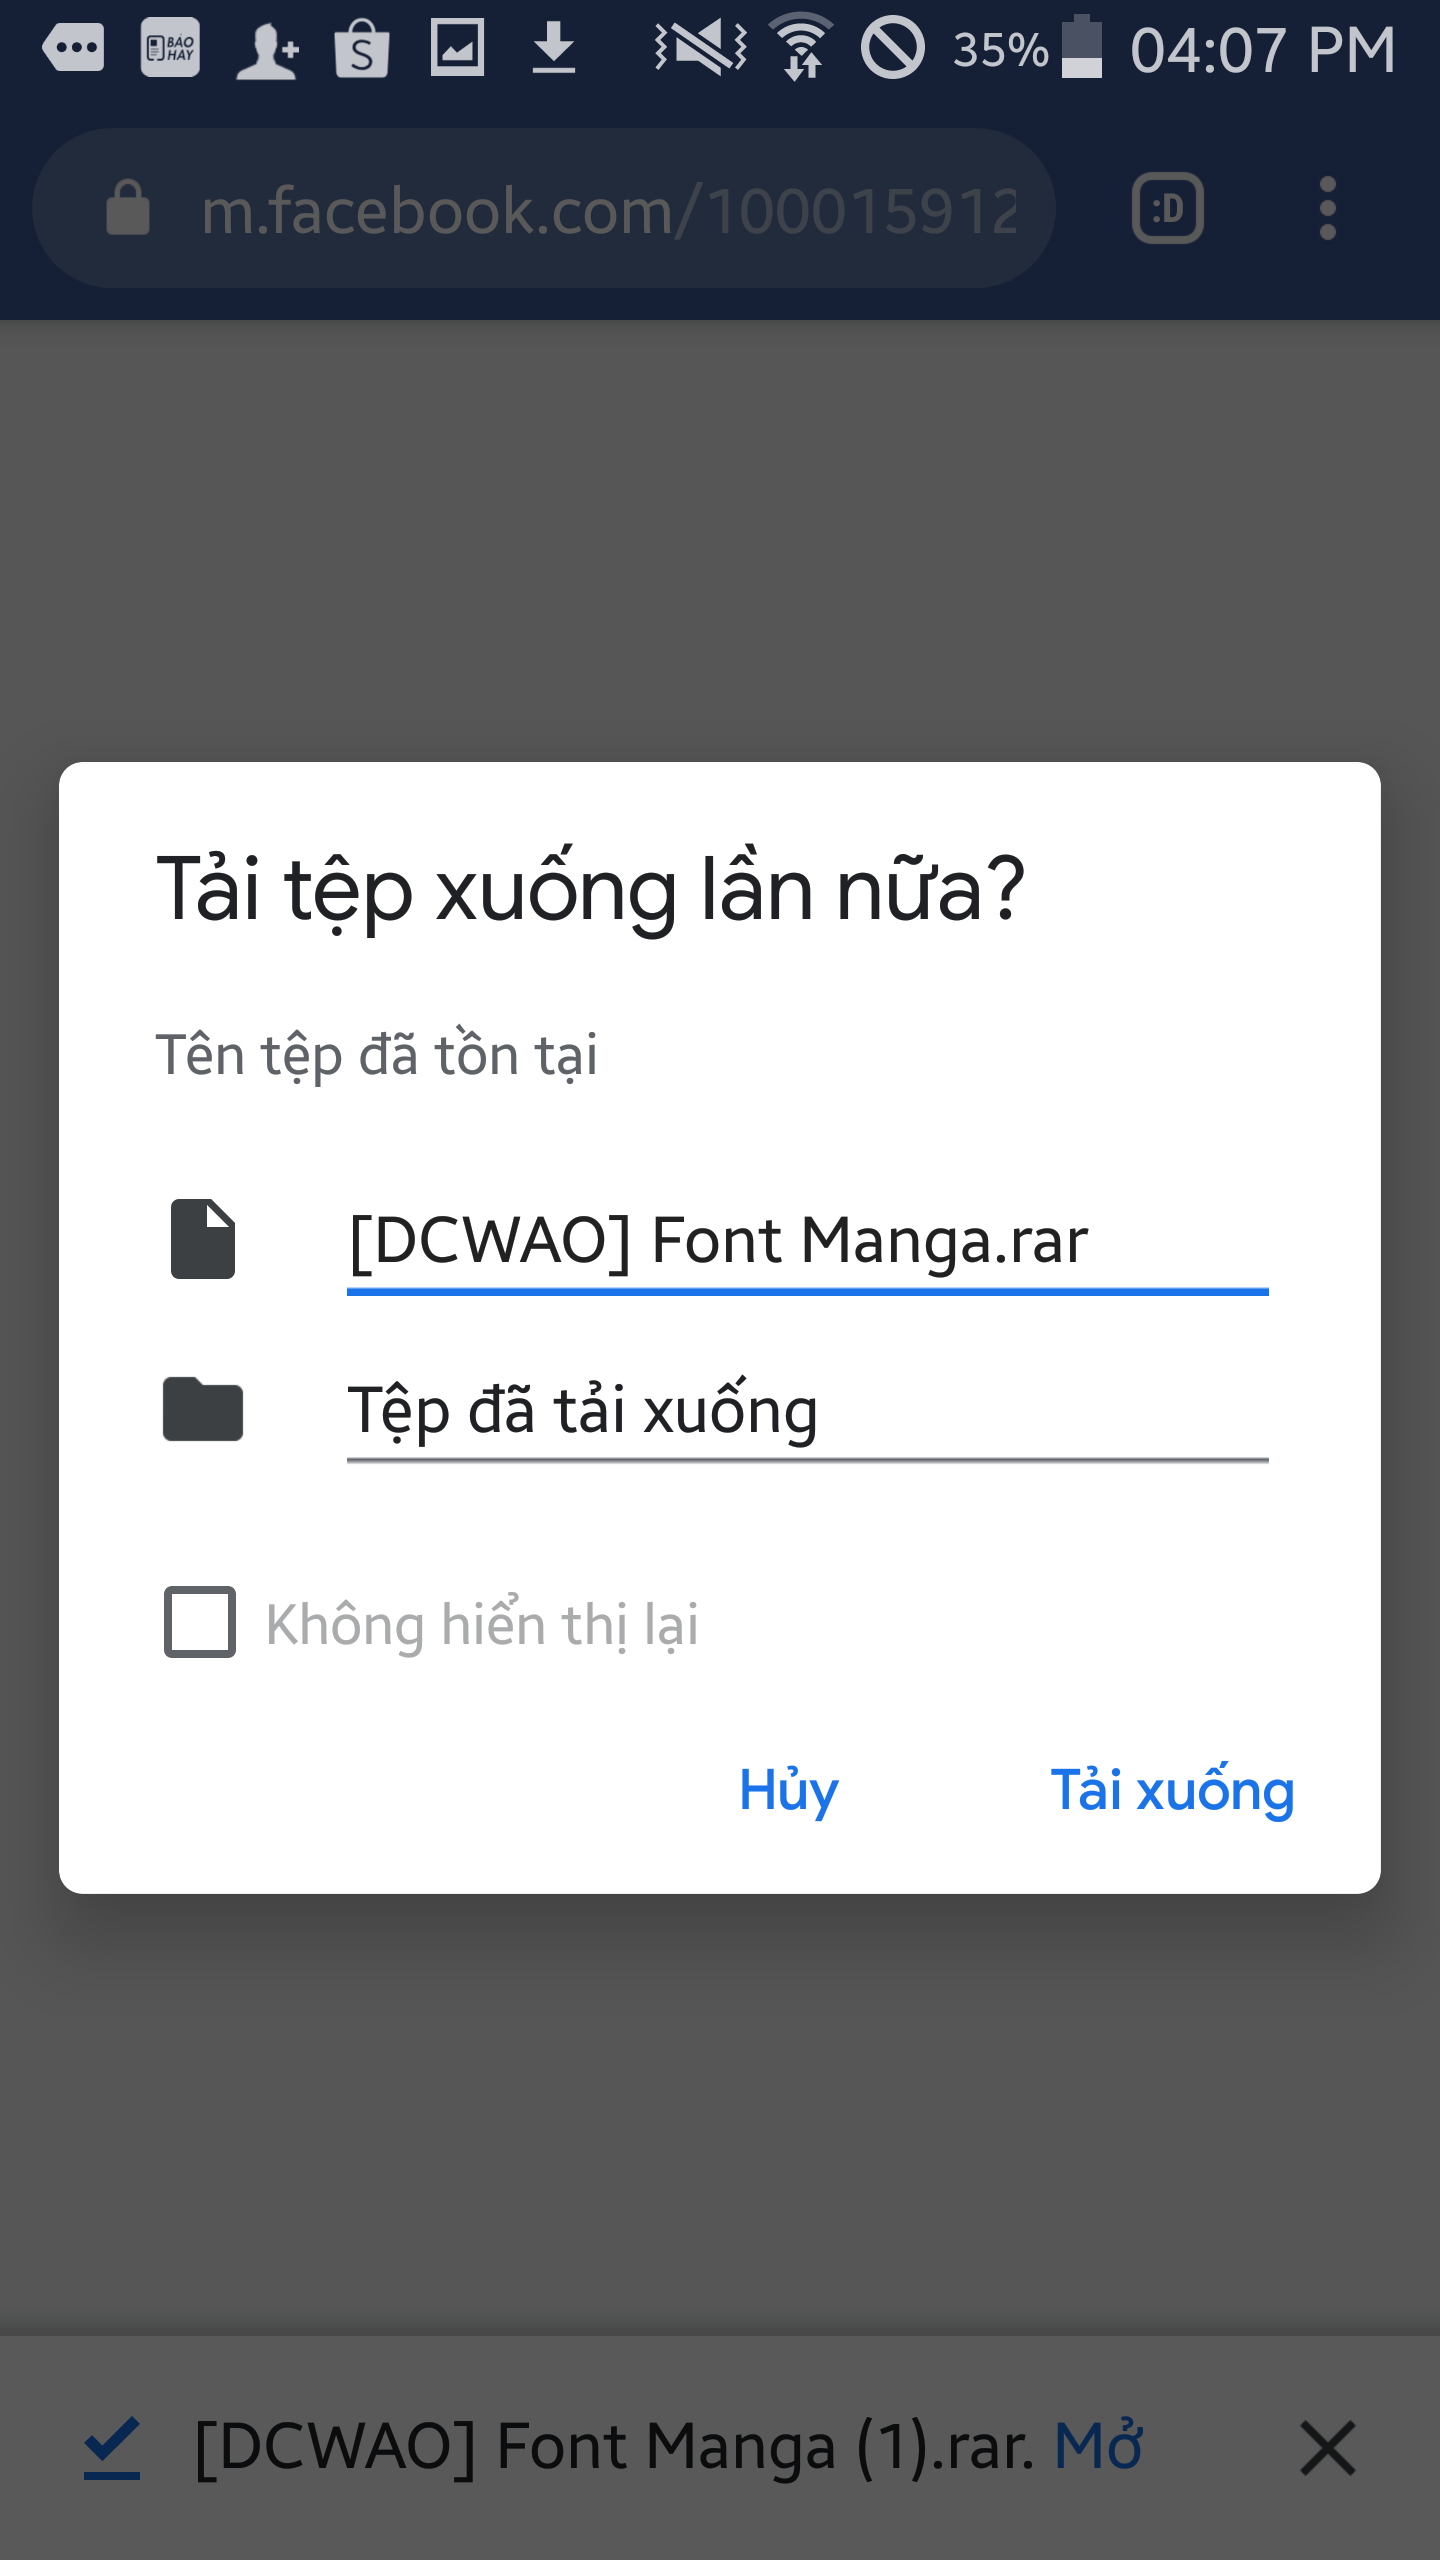 BÁO
HAY
S
35%
04:07 PM
m.facebook.com/100015912
:D
Tải tệp xuống lần nữa?
Tên tệp đã tồn tại
[DCWAO] Font Manga.rar
Tệp đã tải xuống
Không hiển thị lại
Hủy
Tải xuống
[DCWAO] Font Manga (1).rar. Mở